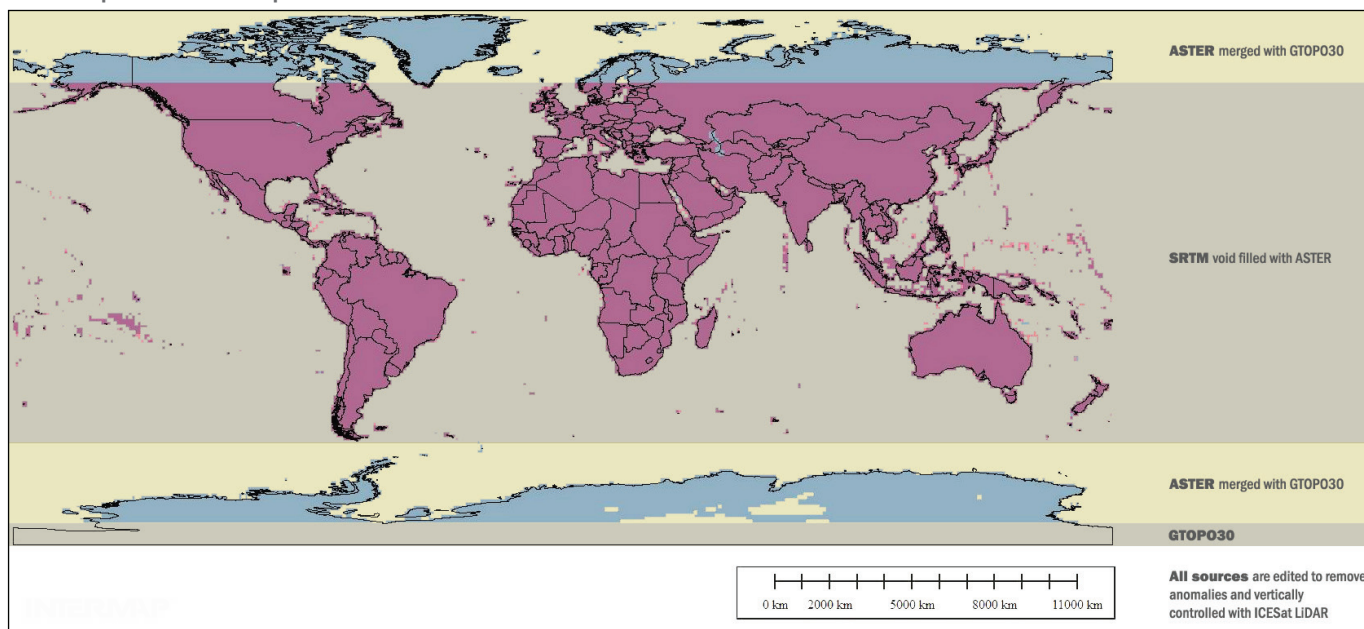 ASTER merged with GTOPO30
SRTM void filled with ASTER
ASTER merged with GTOPO30
GTOPO30
0 km 2000 km 5000 km 8000 km 11000 km
All sources are edited to remove
anomalies and vertically
controlled with ICESat LiDAR
INTERMAP